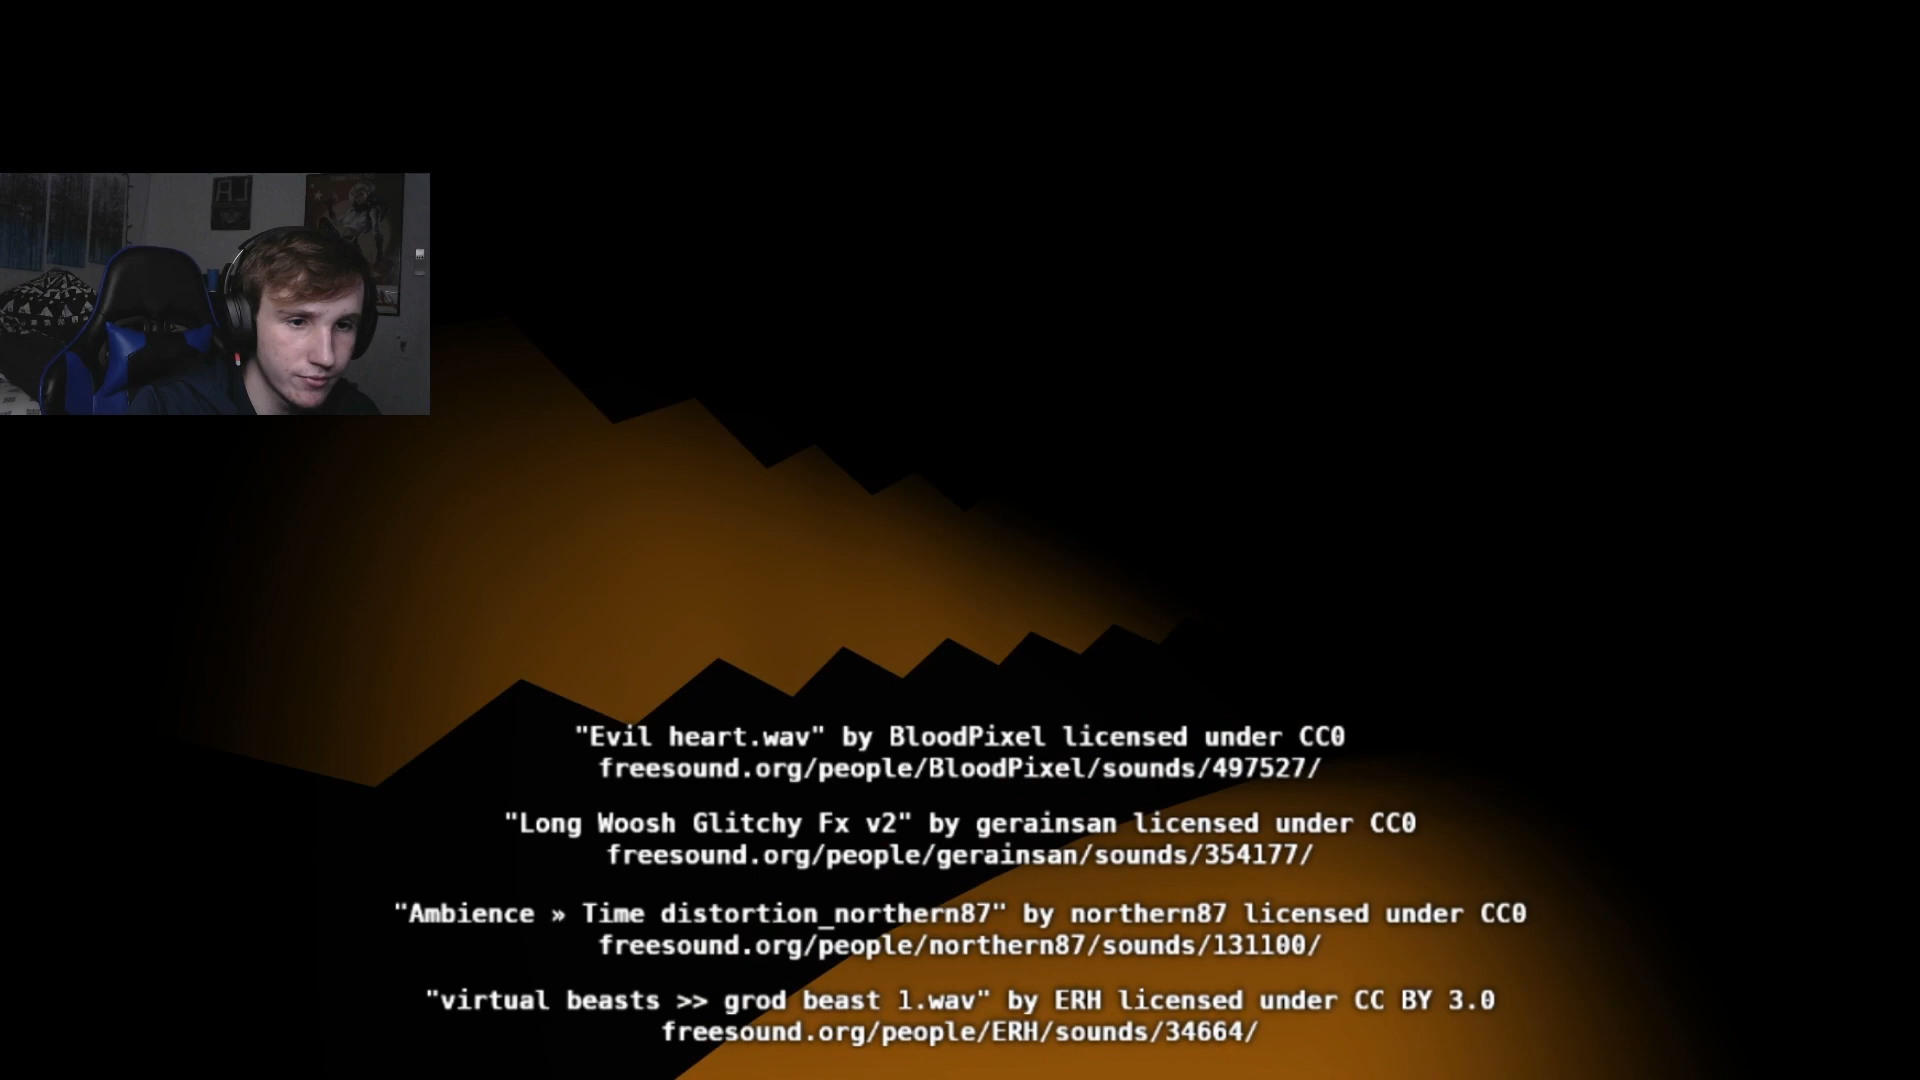 "Evil heart.wav" by BloodPixel licensed under CC0
freesound.org/people/BloodPixel/sounds/497527/
"Long Woosh Glitchy Fx v2" by gerainsan licensed under CC0
freesound.org/people/gerainsan/sounds/354177/
"Ambience » Time distortion_northern87" by northern87 licensed under CC0
freesound.org/people/northern87/sounds/131100/
"virtual beasts >> grod beast 1.wav" by ERH licensed under CC BY 3.0
freesound.org/people/ERH/sounds/34664/